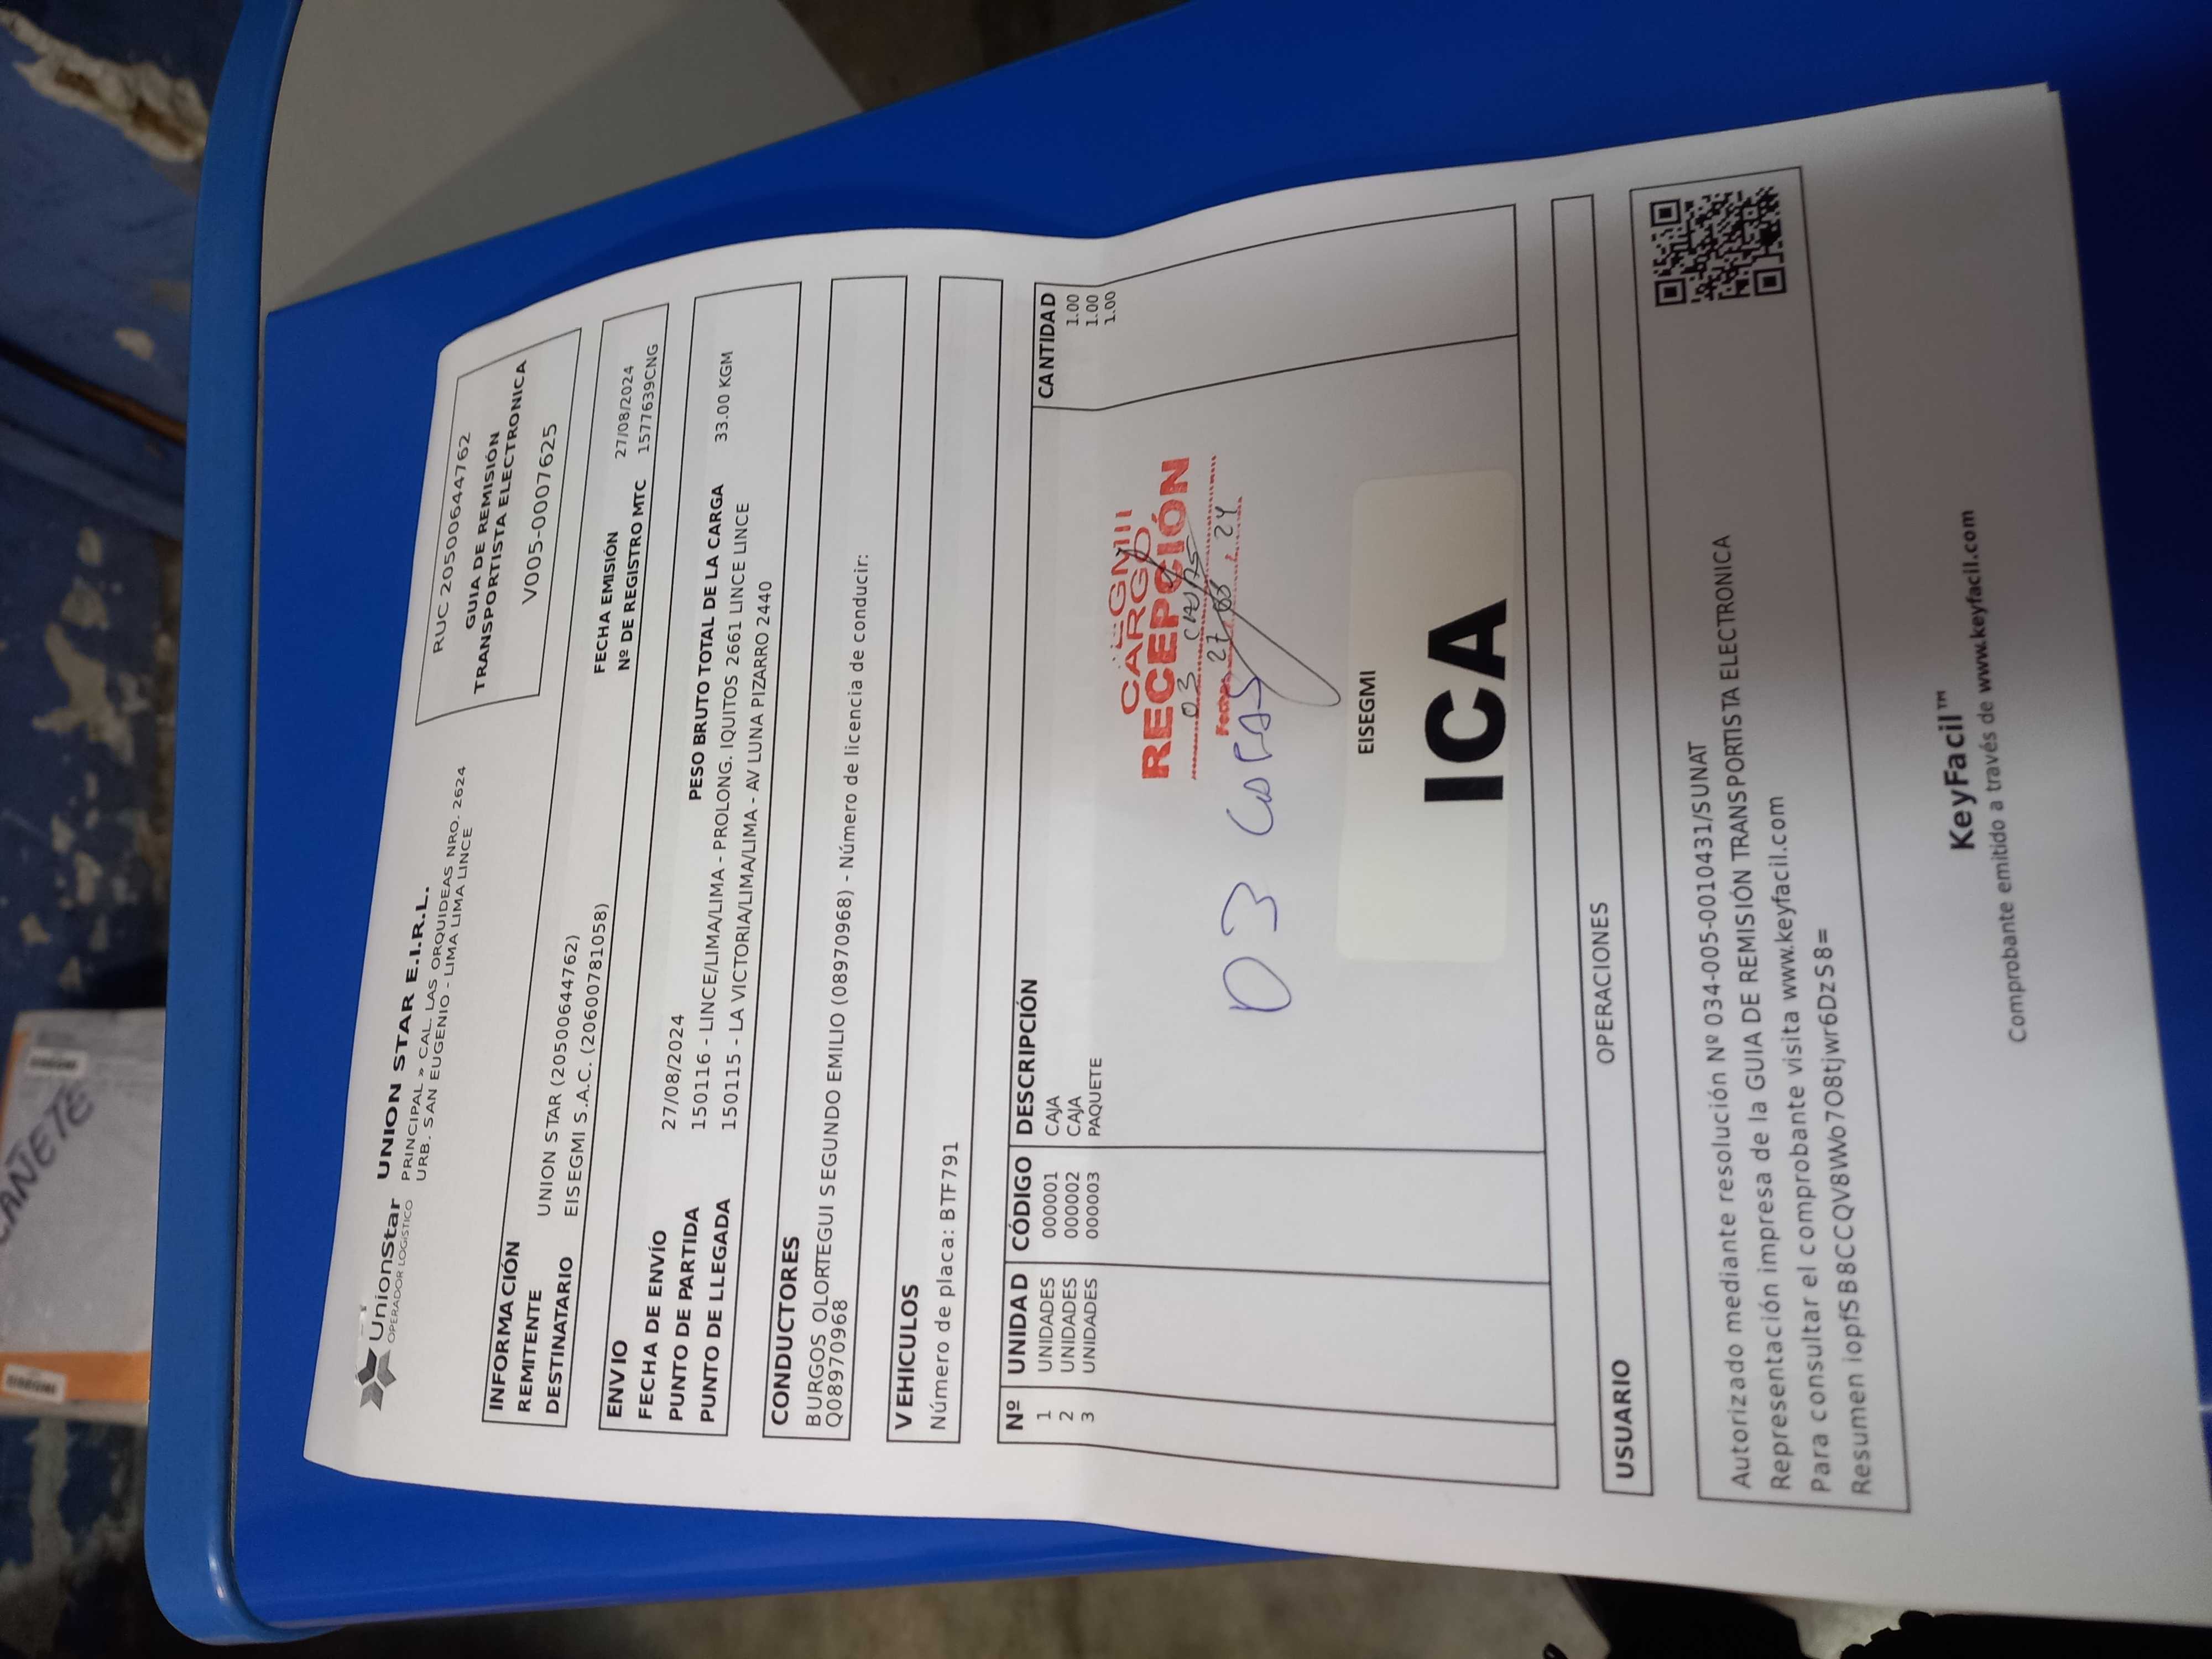 UnionStar
OPERADOR LOGISTICO
UNION STAR E.I.R.L.
PRINCIPAL » CAL. LAS ORQUIDEAS NRO. 2624
URB. SAN EUGENIO - LIMA LIMA LINCE
RUC 20500644762
GUIA DE REMISIÓN
TRANSPORTISTA ELECTRONICA
V005-0007625
INFORMACIÓN
REMITENTE UNION STAR (20500644762)
DESTINATARIO EISEGMI S.A.C. (20600781058)
FECHA EMISIÓN 27/08/2024
Nº DE REGISTRO MTC 1577639CNG
ENVIO
FECHA DE ENVÍO 27/08/2024
PESO BRUTO TOTAL DE LA CARGA 33.00 KGM
PUNTO DE PARTIDA 150116 - LINCE/LIMA/LIMA - PROLONG. IQUITOS 2661 LINCE LINCE
PUNTO DE LLEGADA 150115 - LA VICTORIA/LIMA/LIMA - AV LUNA PIZARRO 2440
CONDUCTORES
BURGOS OLORTEGUI SEGUNDO EMILIO (08970968) - Número de licencia de conducir:
Q08970968
VEHICULOS
Número de placa: BTF791
Nº UNIDAD CÓDIGO DESCRIPCIÓN CANTIDAD
1 UNIDADES 000001 CAJA 1.00
2 UNIDADES 000002 CAJA 1.00
3 UNIDADES 000003 PAQUETE 1.00
CARGO
RECEPCIÓN
03
Fecha: 27.08.24
03
EISEGMI
ICA
USUARIO OPERACIONES
Autorizado mediante resolución Nº 034-005-0010431/SUNAT
Representación impresa de la GUIA DE REMISIÓN TRANSPORTISTA ELECTRONICA
Para consultar el comprobante visita www.keyfacil.com
Resumen iopfSB8CCQV8WVo7O8tjwr6DzS8=
KeyFacil™
Comprobante emitido a través de www.keyfacil.com
CAÑETE